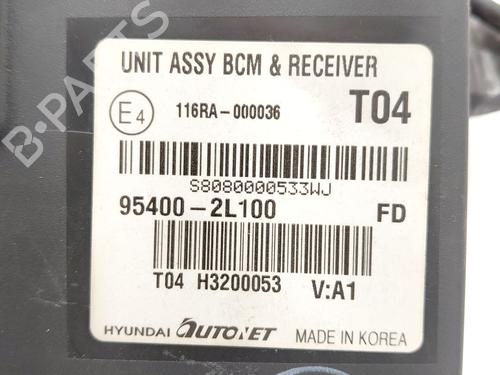 UNIT ASSY BCM & RECEIVER
E4 116RA-000036 T04
S8080000533WJ
95400-2L100 FD
T04 H3200053 V:A1
HYUNDAI AUTONET MADE IN KOREA
B-PARTS